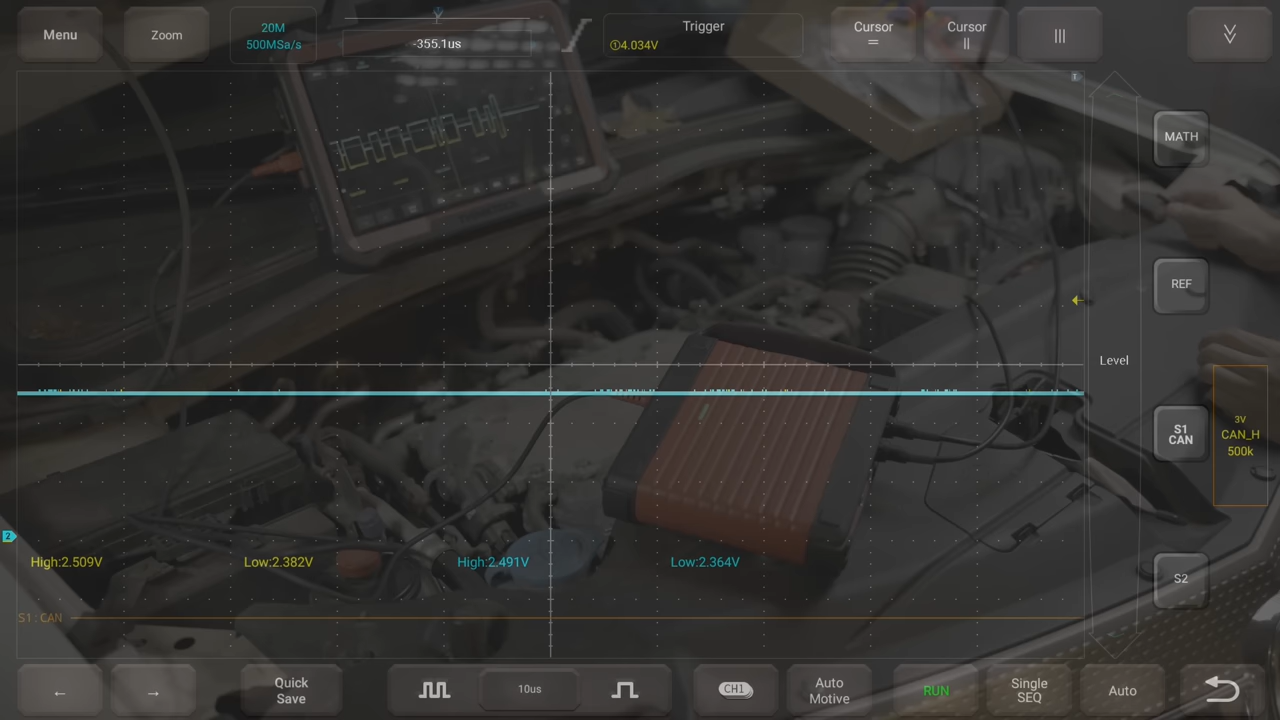 Menu
Zoom
20M
500MSa/s
-355.1us
Trigger
①4.034V
Cursor
=
Cursor
||
|||
T
MATH
REF
Level
S1
CAN
3V
CAN_H
500k
2
High:2.509V
Low:2.382V
High:2.491V
Low:2.364V
S2
S1 : CAN
←
→
Quick
Save
10us
CH1
Auto
Motive
RUN
Single
SEQ
Auto